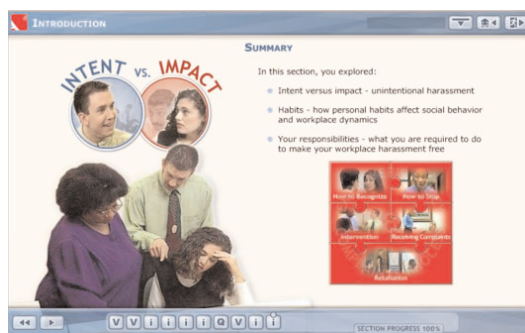 INTRODUCTION
SUMMARY
INTENT VS. IMPACT
In this section, you explored:
Intent versus impact - unintentional harassment
Habits - how personal habits affect social behavior
and workplace dynamics
Your responsibilities - what you are required to do
to make your workplace harassment free
How to Recognize
How to Stop
Intervention
Receiving Complaints
Retaliation
V V i i i i Q V i i
SECTION PROGRESS 100%